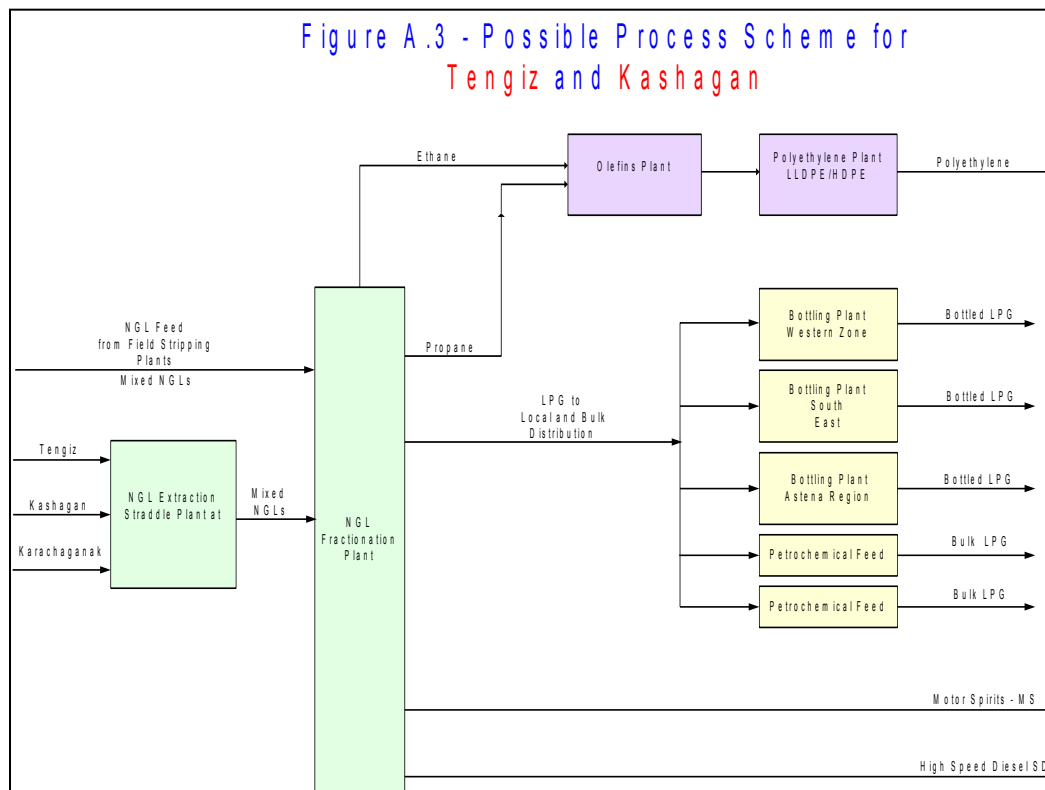 Figure A.3 - Possible Process Scheme for
Tengiz and Kashagan
Ethane
Olefins Plant
Polyethylene Plant
LLDPE/HDPE
Polyethylene
NGL Feed
from Field Stripping
Plants
Mixed NGLs
Propane
Bottling Plant
Western Zone
Bottled LPG
LPG to
Local and Bulk
Distribution
Bottling Plant
South
East
Bottled LPG
Tengiz
Kashagan
Karachaganak
NGL Extraction
Straddle Plant at
Mixed
NGLs
NGL
Fractionation
Plant
Bottling Plant
Astena Region
Bottled LPG
Petrochemical Feed
Bulk LPG
Petrochemical Feed
Bulk LPG
Motor Spirits - MS
High Speed Diesel SD